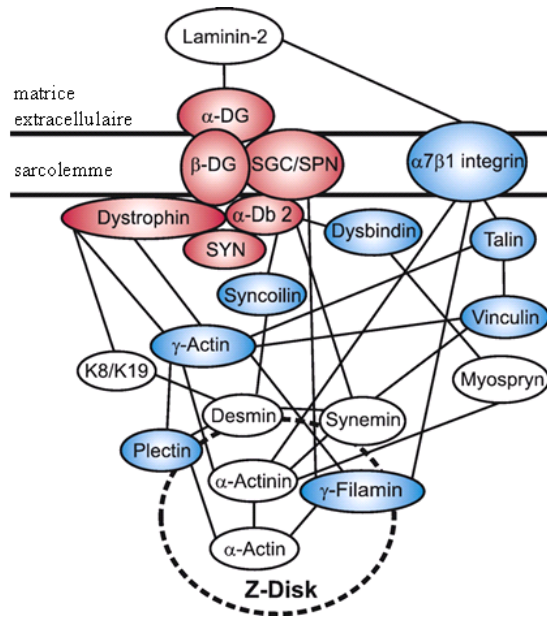 Laminin-2
matrice
extracellulaire
α-DG
sarcolemme
β-DG
SGC/SPN
α7β1 integrin
Dystrophin
α-Db 2
Dysbindin
Talin
SYN
Syncoilin
Vinculin
γ-Actin
K8/K19
Myospryn
Desmin
Synemin
Plectin
α-Actinin
γ-Filamin
α-Actin
Z-Disk